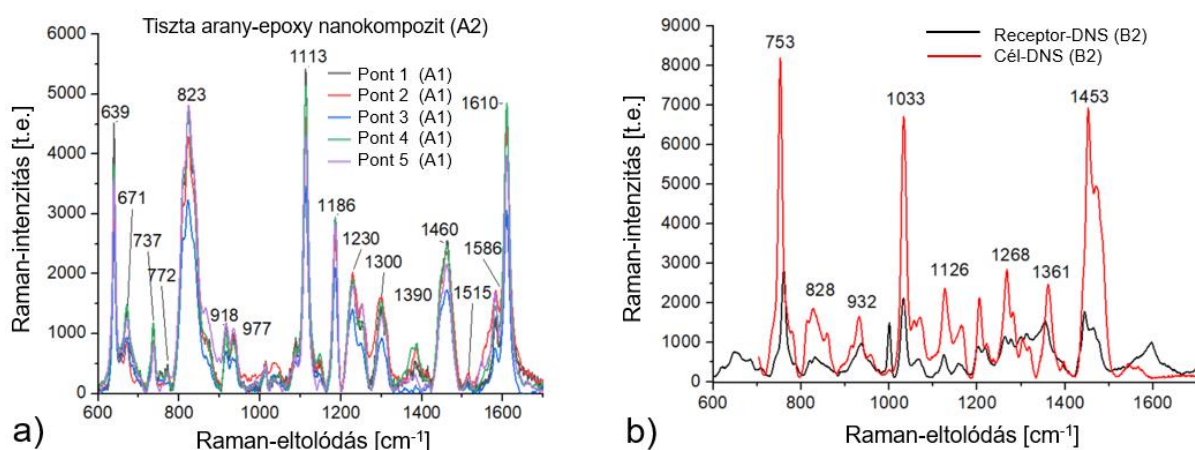 Tiszta arany-epoxy nanokompozit (A2)
Raman-intenzitás [t.e.]
6000
5000
4000
3000
2000
1000
0
Pont 1 (A1)
Pont 2 (A1)
Pont 3 (A1)
Pont 4 (A1)
Pont 5 (A1)
639
671
737
772
823
918
977
1113
1186
1230
1300
1390
1460
1515
1586
1610
600 800 1000 1200 1400 1600
Raman-eltolódás [cm⁻¹]
a)
Raman-intenzitás [t.e.]
9000
8000
7000
6000
5000
4000
3000
2000
1000
0
Receptor-DNS (B2)
Cél-DNS (B2)
753
828
932
1033
1126
1268
1361
1453
600 800 1000 1200 1400 1600
Raman-eltolódás [cm⁻¹]
b)